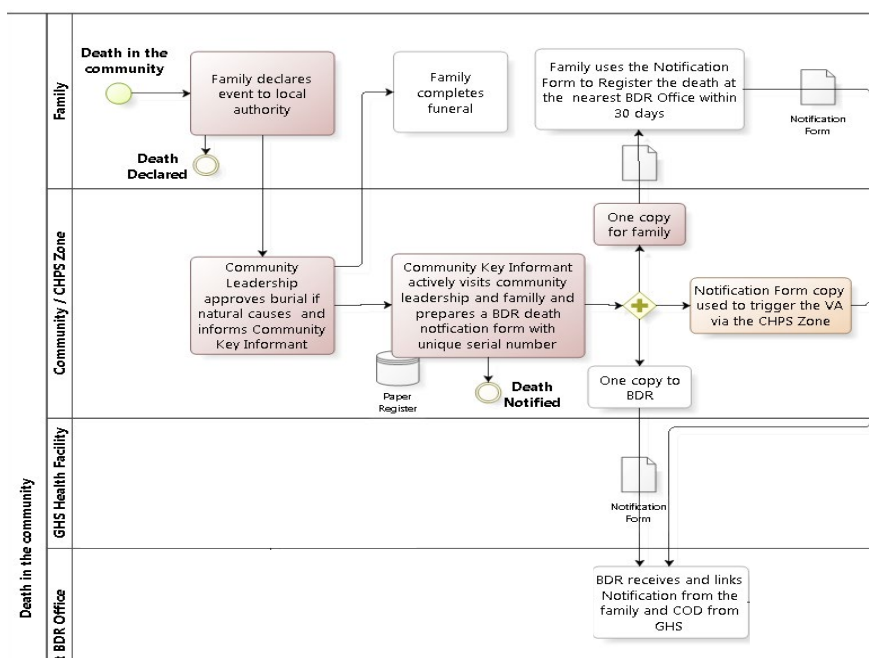 Death in the community
Family
Community / CHPS Zone
GHS Health Facility
BDR Office
Death in the
community
Family declares
event to local
authority
Death
Declared
Family
completes
funeral
Family uses the Notification
Form to Register the death at
the nearest BDR Office within
30 days
Notification
Form
Community
Leadership
approves burial if
natural causes and
informs Community
Key Informant
Community Key Informant
actively visits community
leadership and familly and
prepares a BDR death
notfication form with
unique serial number
Paper
Register
Death
Notified
One copy
for family
Notification Form copy
used to trigger the VA
via the CHPS Zone
One copy to
BDR
Notification
Form
BDR receives and links
Notification from the
family and COD from
GHS